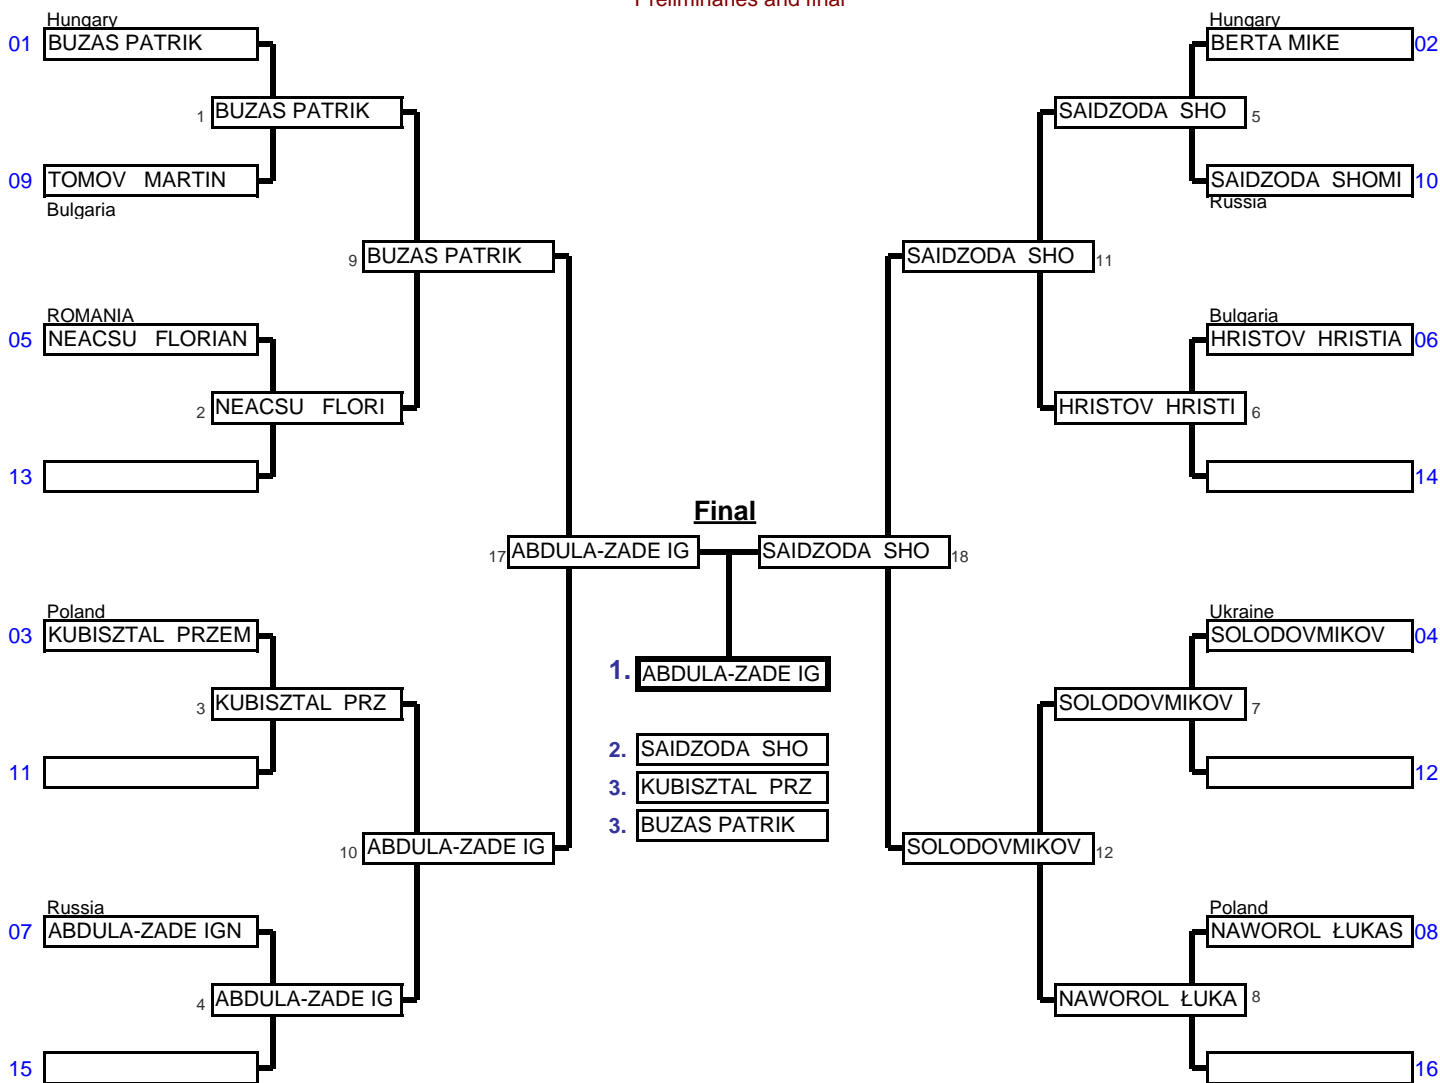 Preliminaries and final
Hungary
01 BUZAS PATRIK
1 BUZAS PATRIK
09 TOMOV MARTIN
Bulgaria
9 BUZAS PATRIK
ROMANIA
05 NEACSU FLORIAN
2 NEACSU FLORI
13
17 ABDULA-ZADE IG
Poland
03 KUBISZTAL PRZEM
3 KUBISZTAL PRZ
11
10 ABDULA-ZADE IG
Russia
07 ABDULA-ZADE IGN
4 ABDULA-ZADE IG
15
Final
1. ABDULA-ZADE IG
2. SAIDZODA SHO
3. KUBISZTAL PRZ
3. BUZAS PATRIK
Hungary
BERTA MIKE 02
SAIDZODA SHO 5
SAIDZODA SHOMI 10
Russia
SAIDZODA SHO 11
Bulgaria
HRISTOV HRISTIA 06
HRISTOV HRISTI 6
14
SAIDZODA SHO 18
Ukraine
SOLODOVMIKOV 04
SOLODOVMIKOV 7
12
SOLODOVMIKOV 12
Poland
NAWOROL ŁUKAS 08
NAWOROL ŁUKA 8
16